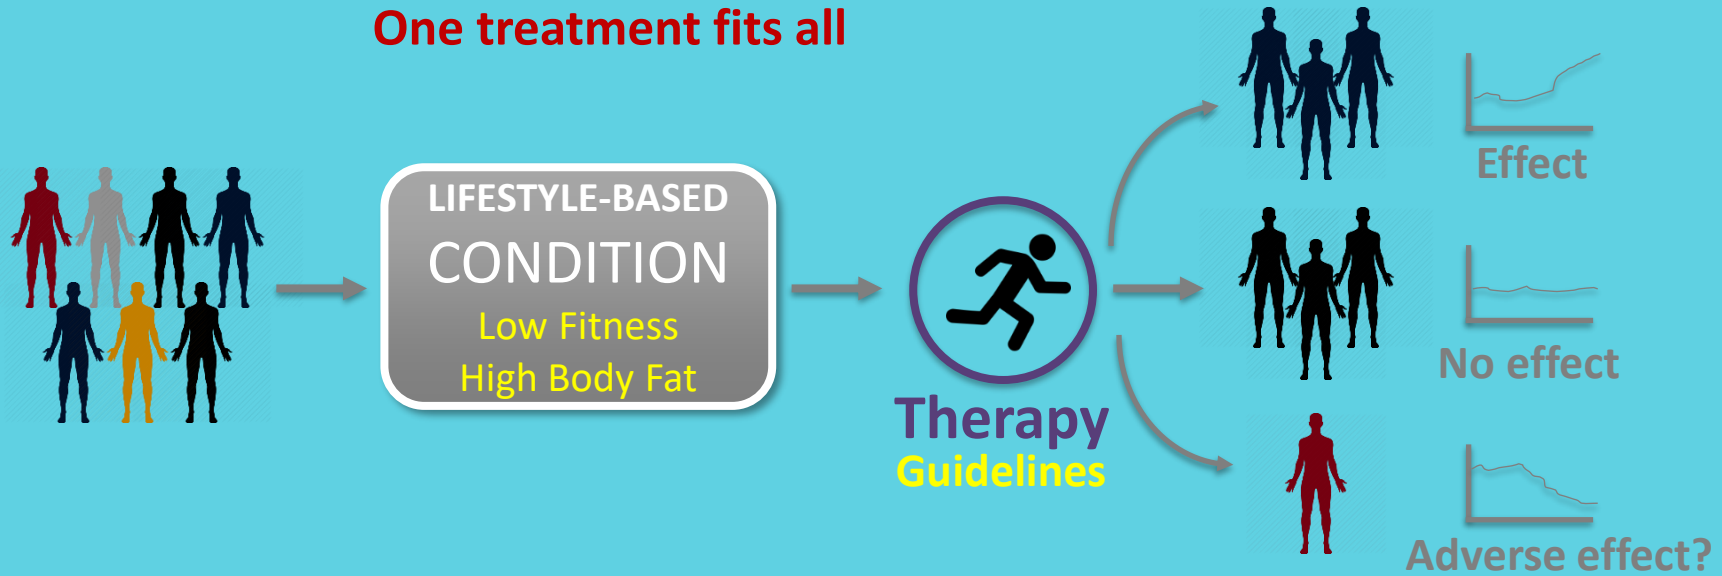 One treatment fits all
LIFESTYLE-BASED
CONDITION
Low Fitness
High Body Fat
Therapy
Guidelines
Effect
No effect
Adverse effect?